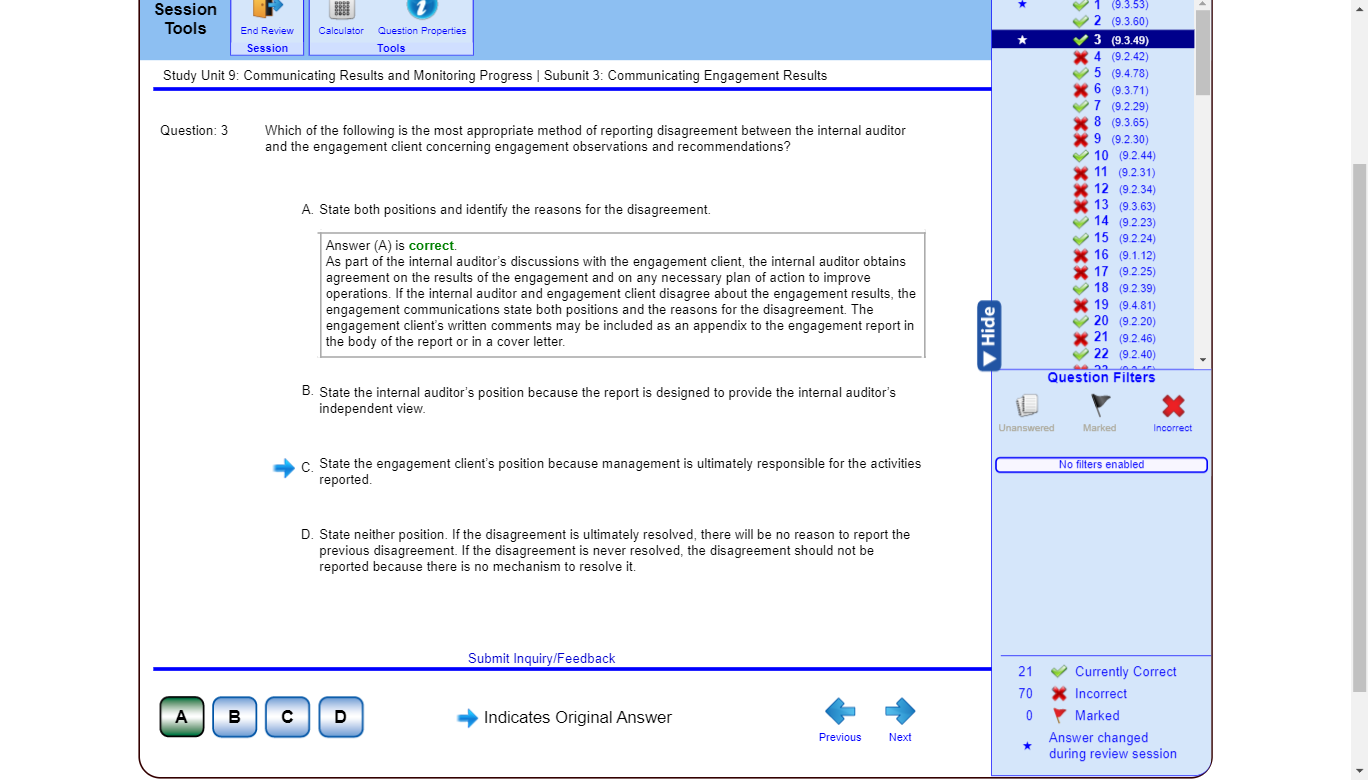 Session
Tools
End Review
Session
Calculator
Question Properties
Tools
Study Unit 9: Communicating Results and Monitoring Progress | Subunit 3: Communicating Engagement Results
Question: 3
Which of the following is the most appropriate method of reporting disagreement between the internal auditor
and the engagement client concerning engagement observations and recommendations?
A. State both positions and identify the reasons for the disagreement.
Answer (A) is correct.
As part of the internal auditor's discussions with the engagement client, the internal auditor obtains
agreement on the results of the engagement and on any necessary plan of action to improve
operations. If the internal auditor and engagement client disagree about the engagement results, the
engagement communications state both positions and the reasons for the disagreement. The
engagement client's written comments may be included as an appendix to the engagement report in
the body of the report or in a cover letter.
B. State the internal auditor's position because the report is designed to provide the internal auditor's
independent view.
C. State the engagement client's position because management is ultimately responsible for the activities
reported.
D. State neither position. If the disagreement is ultimately resolved, there will be no reason to report the
previous disagreement. If the disagreement is never resolved, the disagreement should not be
reported because there is no mechanism to resolve it.
Submit Inquiry/Feedback
A B C D
Indicates Original Answer
Previous
Next
1 (9.3.53)
2 (9.3.60)
3 (9.3.49)
4 (9.2.42)
5 (9.4.78)
6 (9.3.71)
7 (9.2.29)
8 (9.3.65)
9 (9.2.30)
10 (9.2.44)
11 (9.2.31)
12 (9.2.34)
13 (9.3.63)
14 (9.2.23)
15 (9.2.24)
16 (9.1.12)
17 (9.2.25)
18 (9.2.39)
19 (9.4.81)
20 (9.2.20)
21 (9.2.46)
22 (9.2.40)
Hide
Question Filters
Unanswered
Marked
Incorrect
No filters enabled
21 Currently Correct
70 Incorrect
0 Marked
Answer changed
during review session